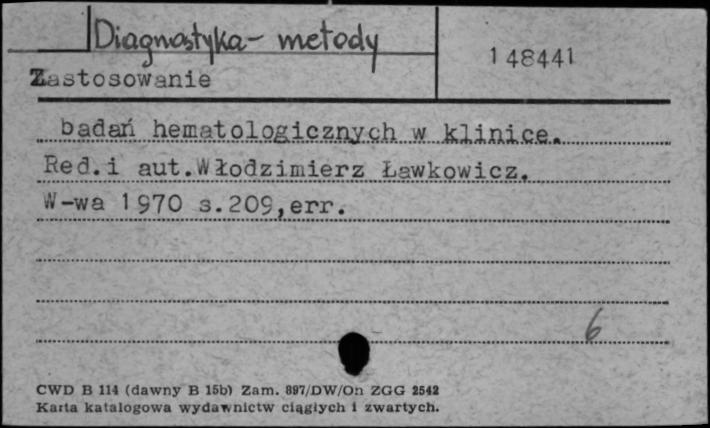 Diagnostyka - metody
148441
Zastosowanie
badań hematologicznych w klinice.
Red.i aut.Włodzimierz Ławkowicz.
W-wa 1970 s.209,err.
6
CWD B 114 (dawny B 15b) Zam. 897/DW/On ZGG 2542
Karta katalogowa wydawnictw ciągłych i zwartych.